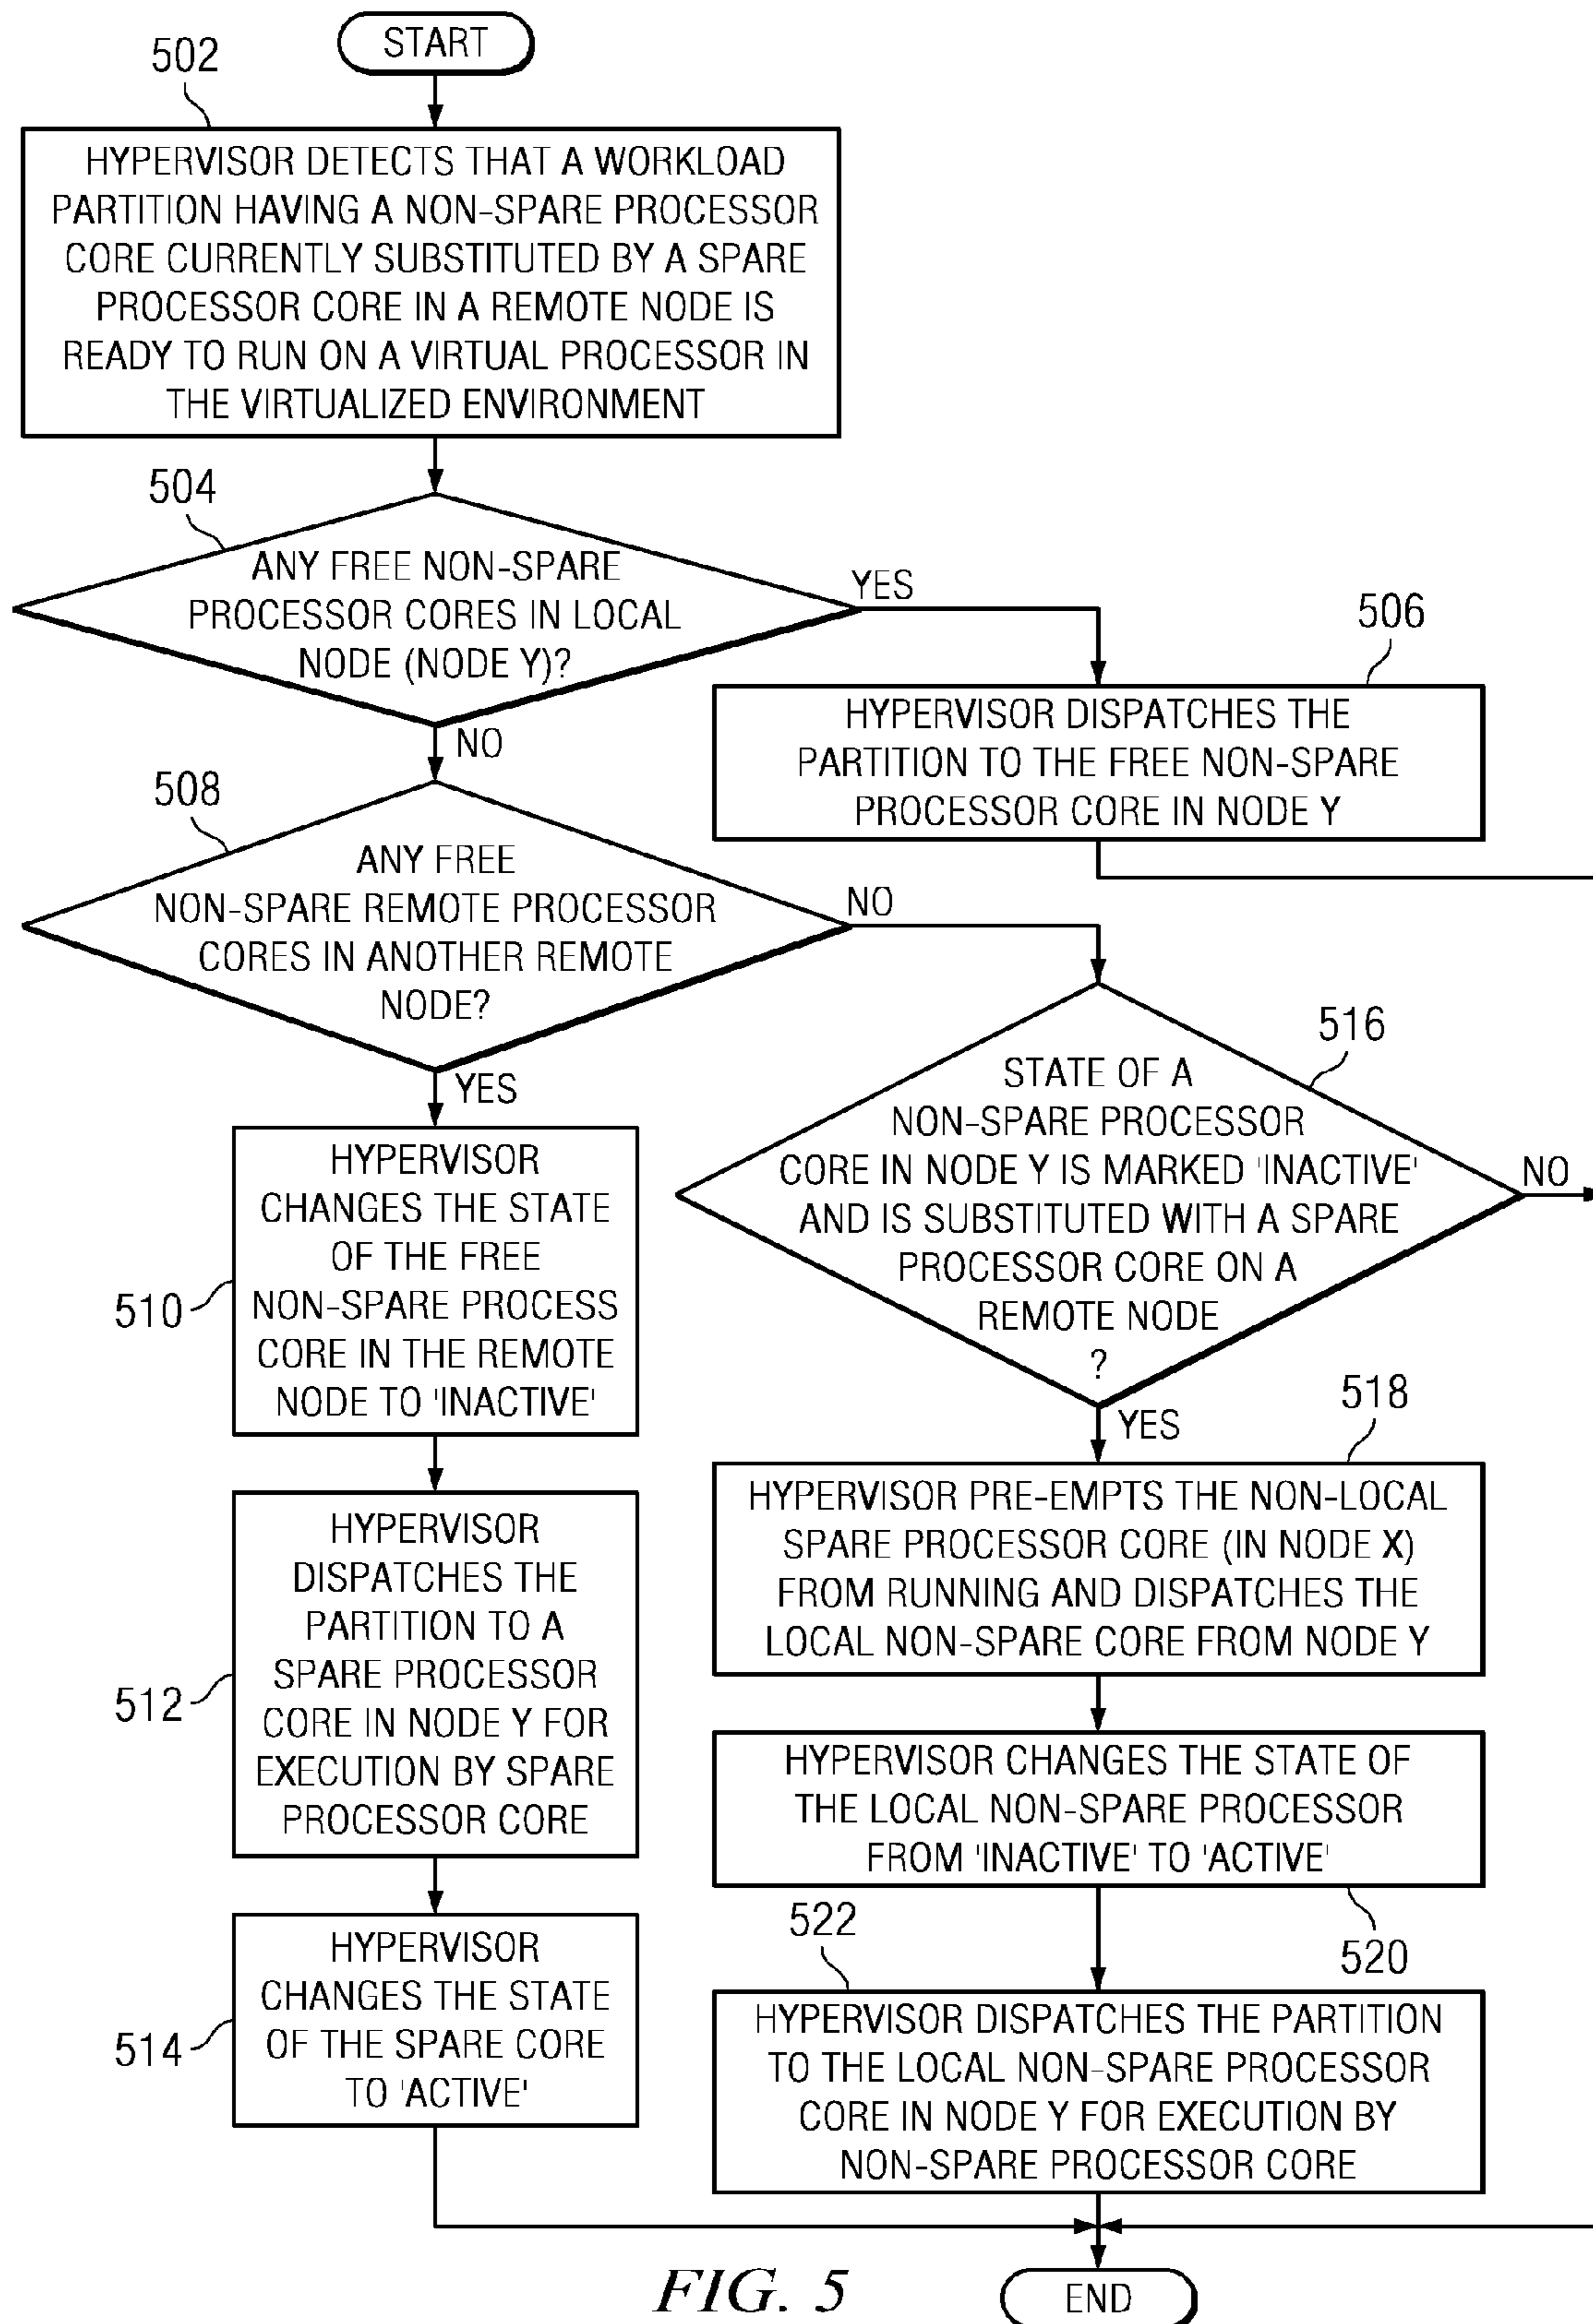 START
502
HYPERVISOR DETECTS THAT A WORKLOAD
PARTITION HAVING A NON-SPARE PROCESSOR
CORE CURRENTLY SUBSTITUTED BY A SPARE
PROCESSOR CORE IN A REMOTE NODE IS
READY TO RUN ON A VIRTUAL PROCESSOR IN
THE VIRTUALIZED ENVIRONMENT
504
ANY FREE NON-SPARE
PROCESSOR CORES IN LOCAL
NODE (NODE Y)?
YES
NO
506
HYPERVISOR DISPATCHES THE
PARTITION TO THE FREE NON-SPARE
PROCESSOR CORE IN NODE Y
508
ANY FREE
NON-SPARE REMOTE PROCESSOR
CORES IN ANOTHER REMOTE
NODE?
NO
YES
510
HYPERVISOR
CHANGES THE STATE
OF THE FREE
NON-SPARE PROCESS
CORE IN THE REMOTE
NODE TO 'INACTIVE'
512
HYPERVISOR
DISPATCHES THE
PARTITION TO A
SPARE PROCESSOR
CORE IN NODE Y FOR
EXECUTION BY SPARE
PROCESSOR CORE
514
HYPERVISOR
CHANGES THE STATE
OF THE SPARE CORE
TO 'ACTIVE'
516
STATE OF A
NON-SPARE PROCESSOR
CORE IN NODE Y IS MARKED 'INACTIVE'
AND IS SUBSTITUTED WITH A SPARE
PROCESSOR CORE ON A
REMOTE NODE
?
NO
YES
518
HYPERVISOR PRE-EMPTS THE NON-LOCAL
SPARE PROCESSOR CORE (IN NODE X)
FROM RUNNING AND DISPATCHES THE
LOCAL NON-SPARE CORE FROM NODE Y
HYPERVISOR CHANGES THE STATE OF
THE LOCAL NON-SPARE PROCESSOR
FROM 'INACTIVE' TO 'ACTIVE'
520
522
HYPERVISOR DISPATCHES THE PARTITION
TO THE LOCAL NON-SPARE PROCESSOR
CORE IN NODE Y FOR EXECUTION BY
NON-SPARE PROCESSOR CORE
END
FIG. 5